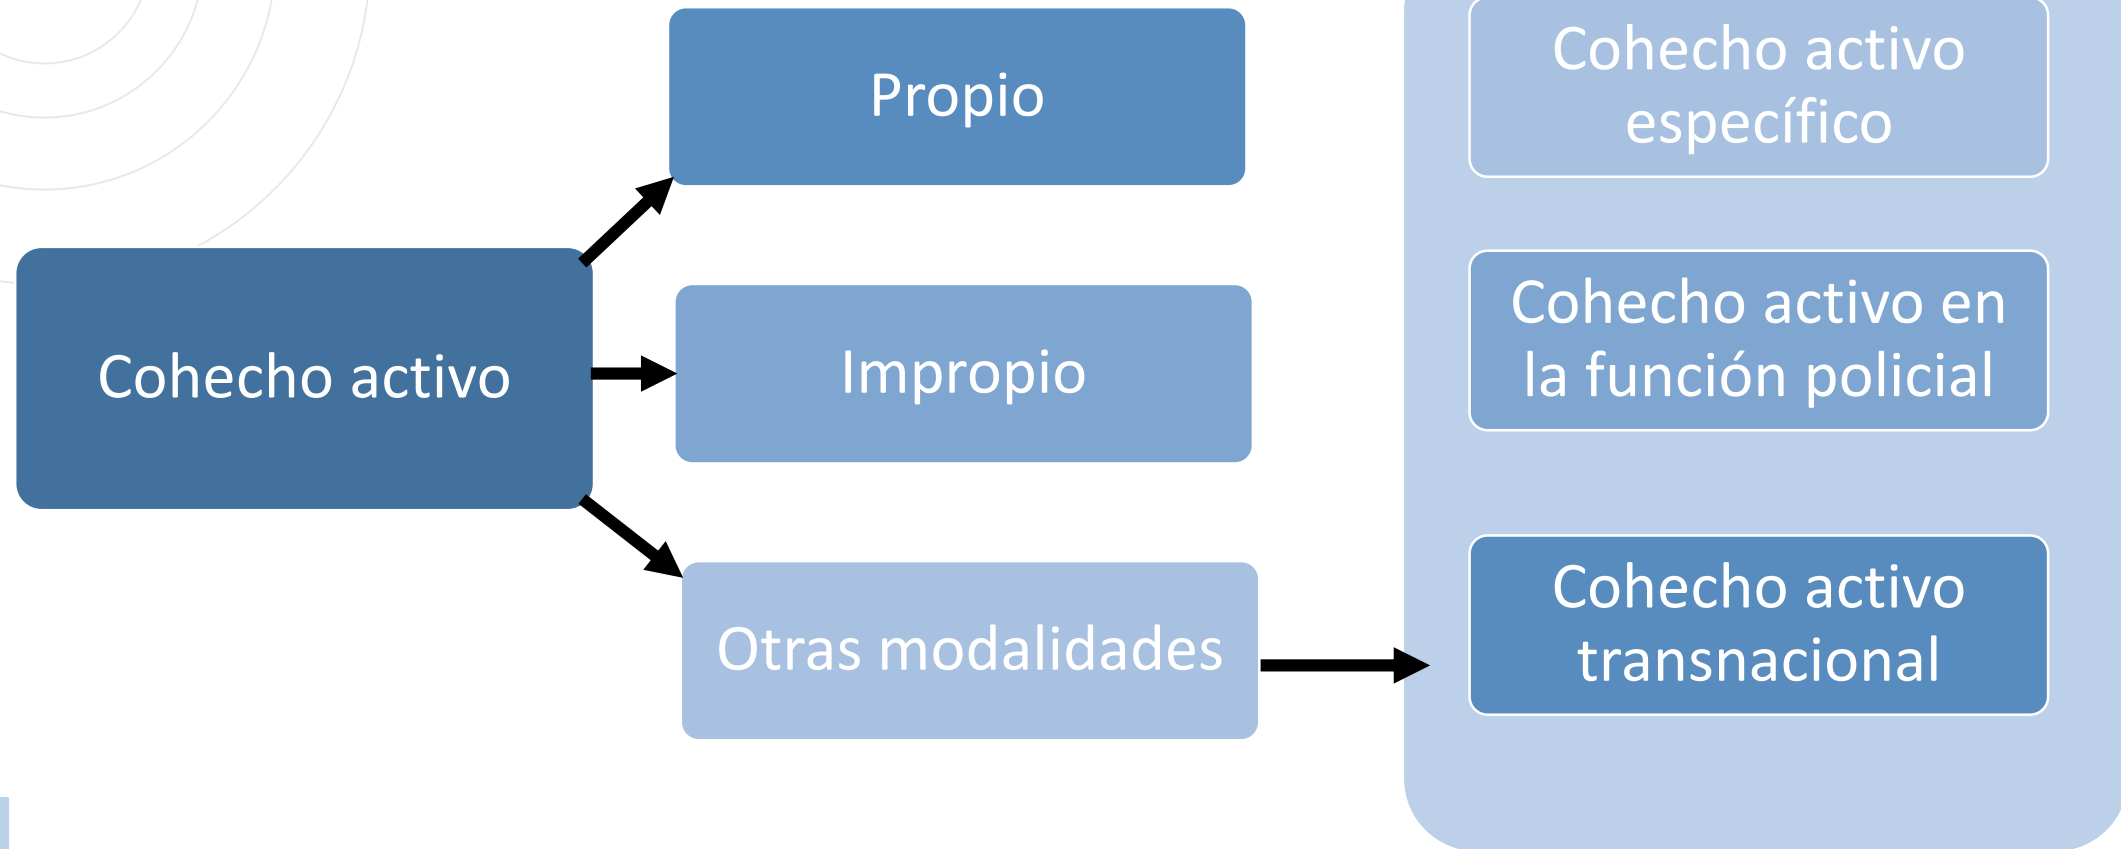 Propio
Cohecho activo
específico
Cohecho activo
Impropio
Cohecho activo en
la función policial
Otras modalidades
Cohecho activo
transnacional